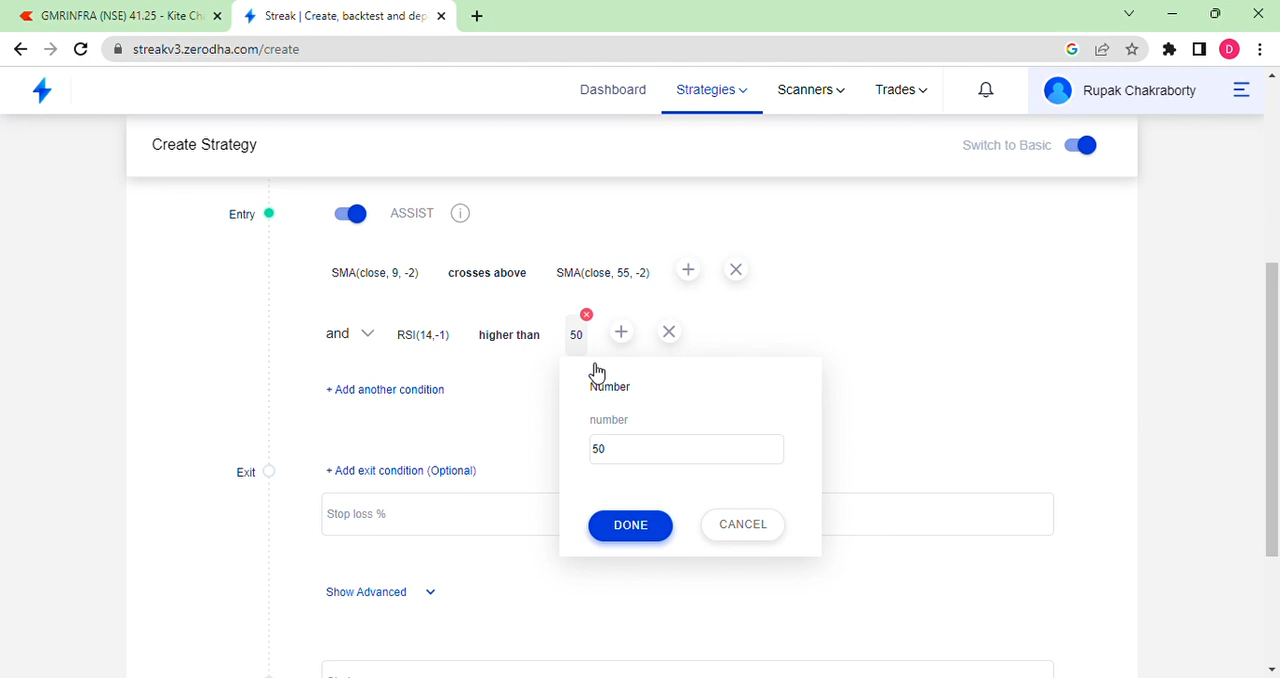 GMRINFRA (NSE) 41.25 - Kite Ch
Streak | Create, backtest and dep
streakv3.zerodha.com/create
D
Dashboard Strategies Scanners Trades Rupak Chakraborty
Create Strategy Switch to Basic
Entry ASSIST i
SMA(close, 9, -2) crosses above SMA(close, 55, -2)
and RSI(14,-1) higher than 50
Number
+ Add another condition
number
50
Exit + Add exit condition (Optional)
Stop loss %
DONE CANCEL
Show Advanced